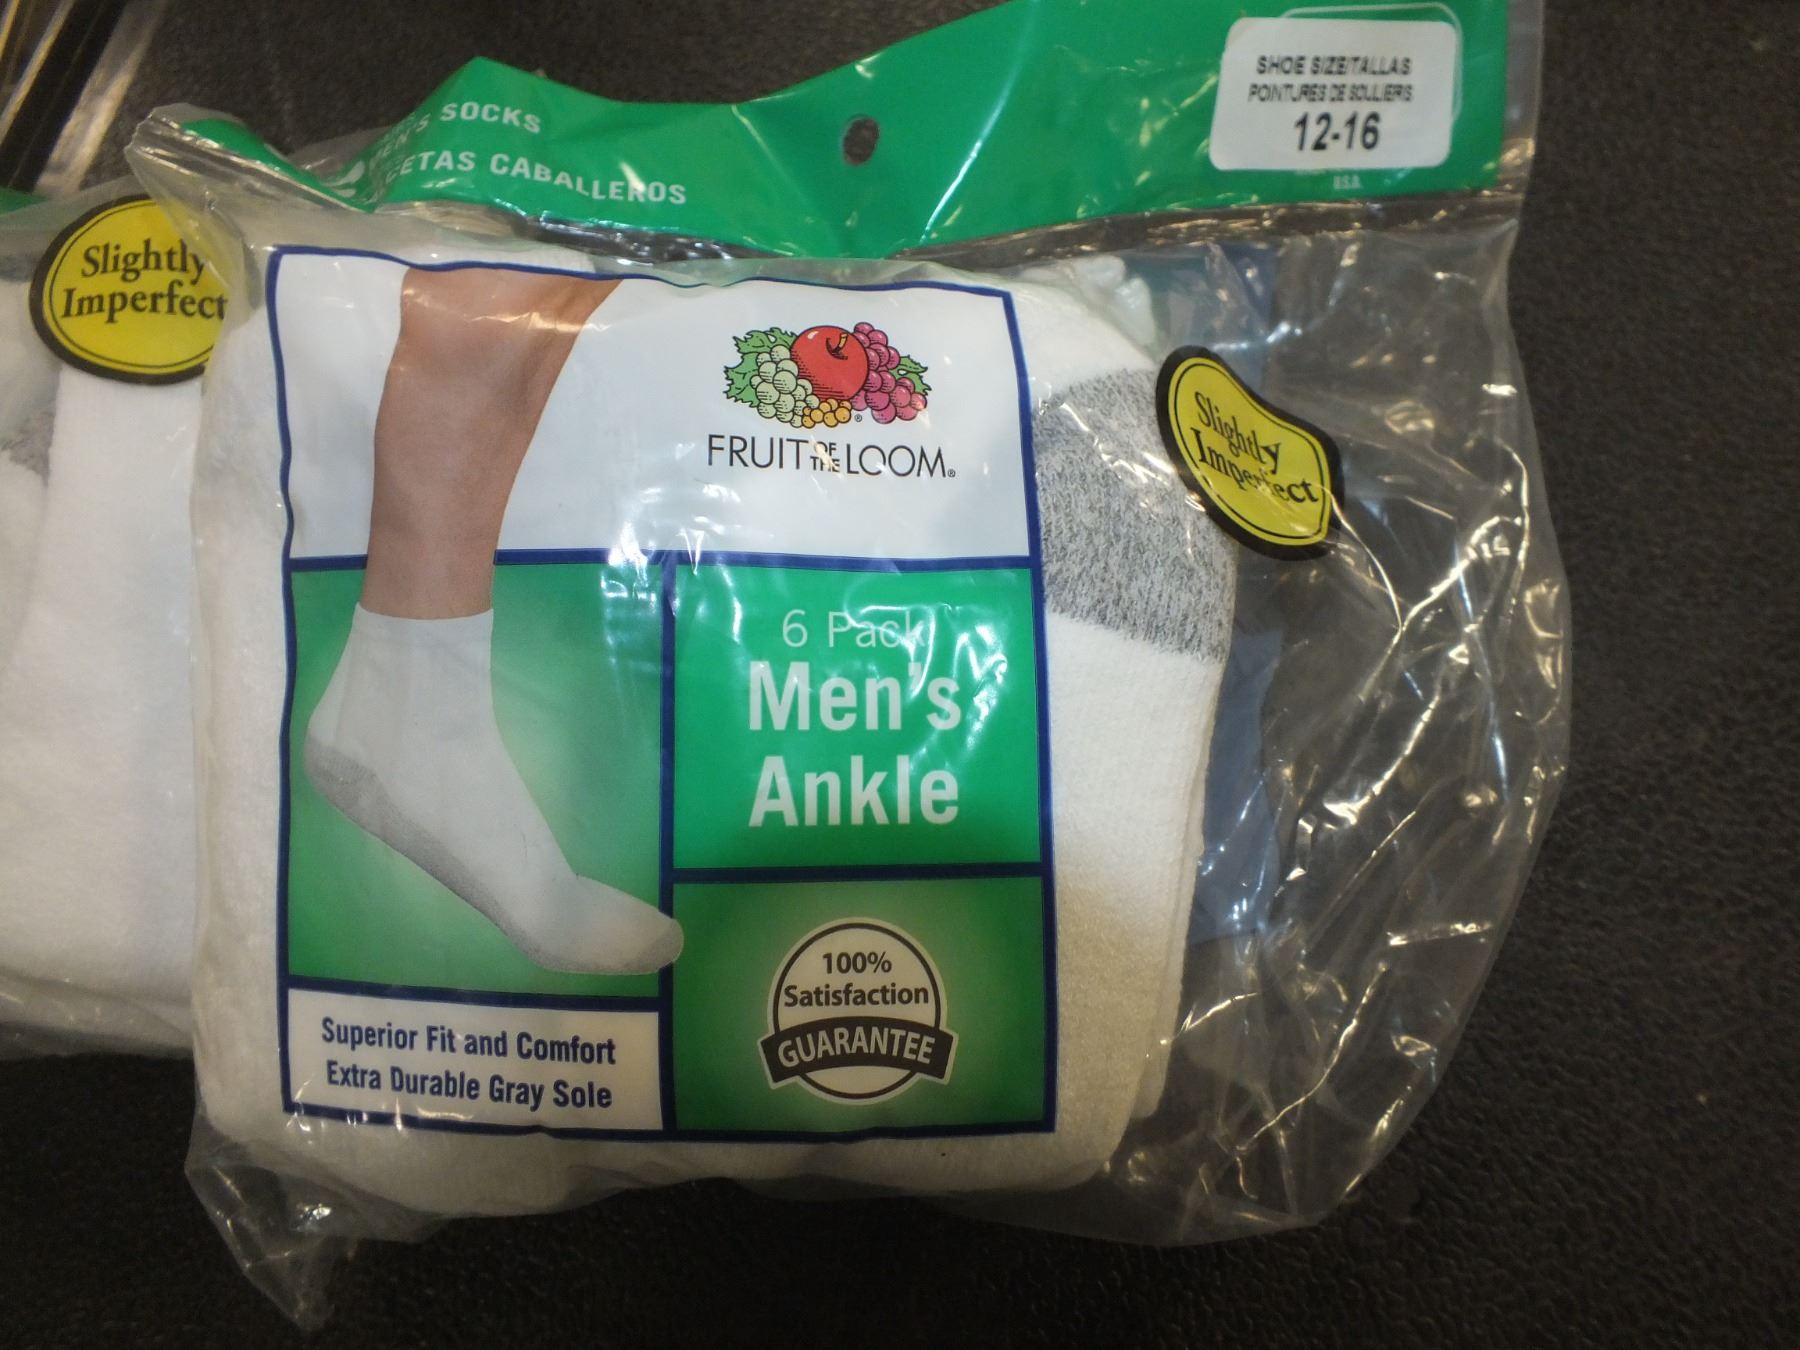 SHOE SIZE/TALLAS
POINTURES DE SOULIERS
12-16
U.S.A.
SOCKS
CABALLEROS
Slightly
Imperfect
FRUIT OF THE LOOM®
Slightly
Imperfect
6 Pack
Men's
Ankle
100%
Satisfaction
GUARANTEE
Superior Fit and Comfort
Extra Durable Gray Sole